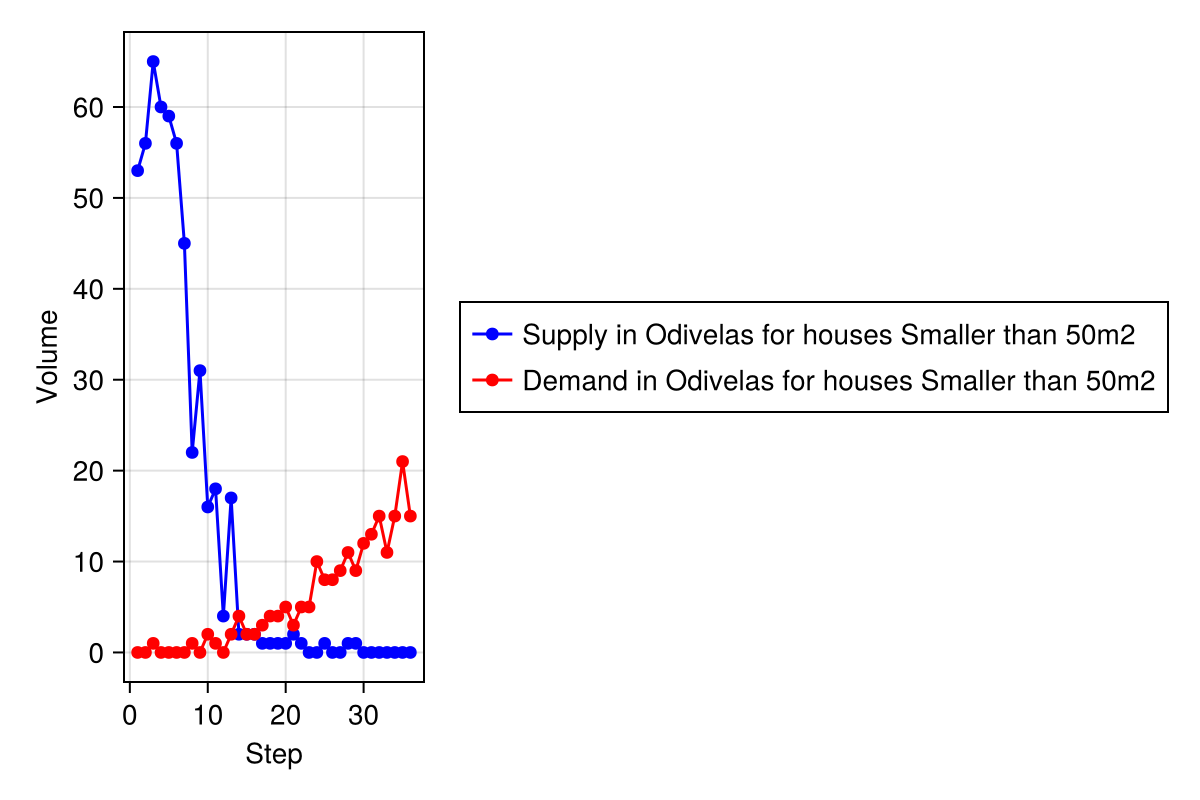 60
50
40
30
20
10
0
Volume
0 10 20 30
Step
Supply in Odivelas for houses Smaller than 50m2
Demand in Odivelas for houses Smaller than 50m2